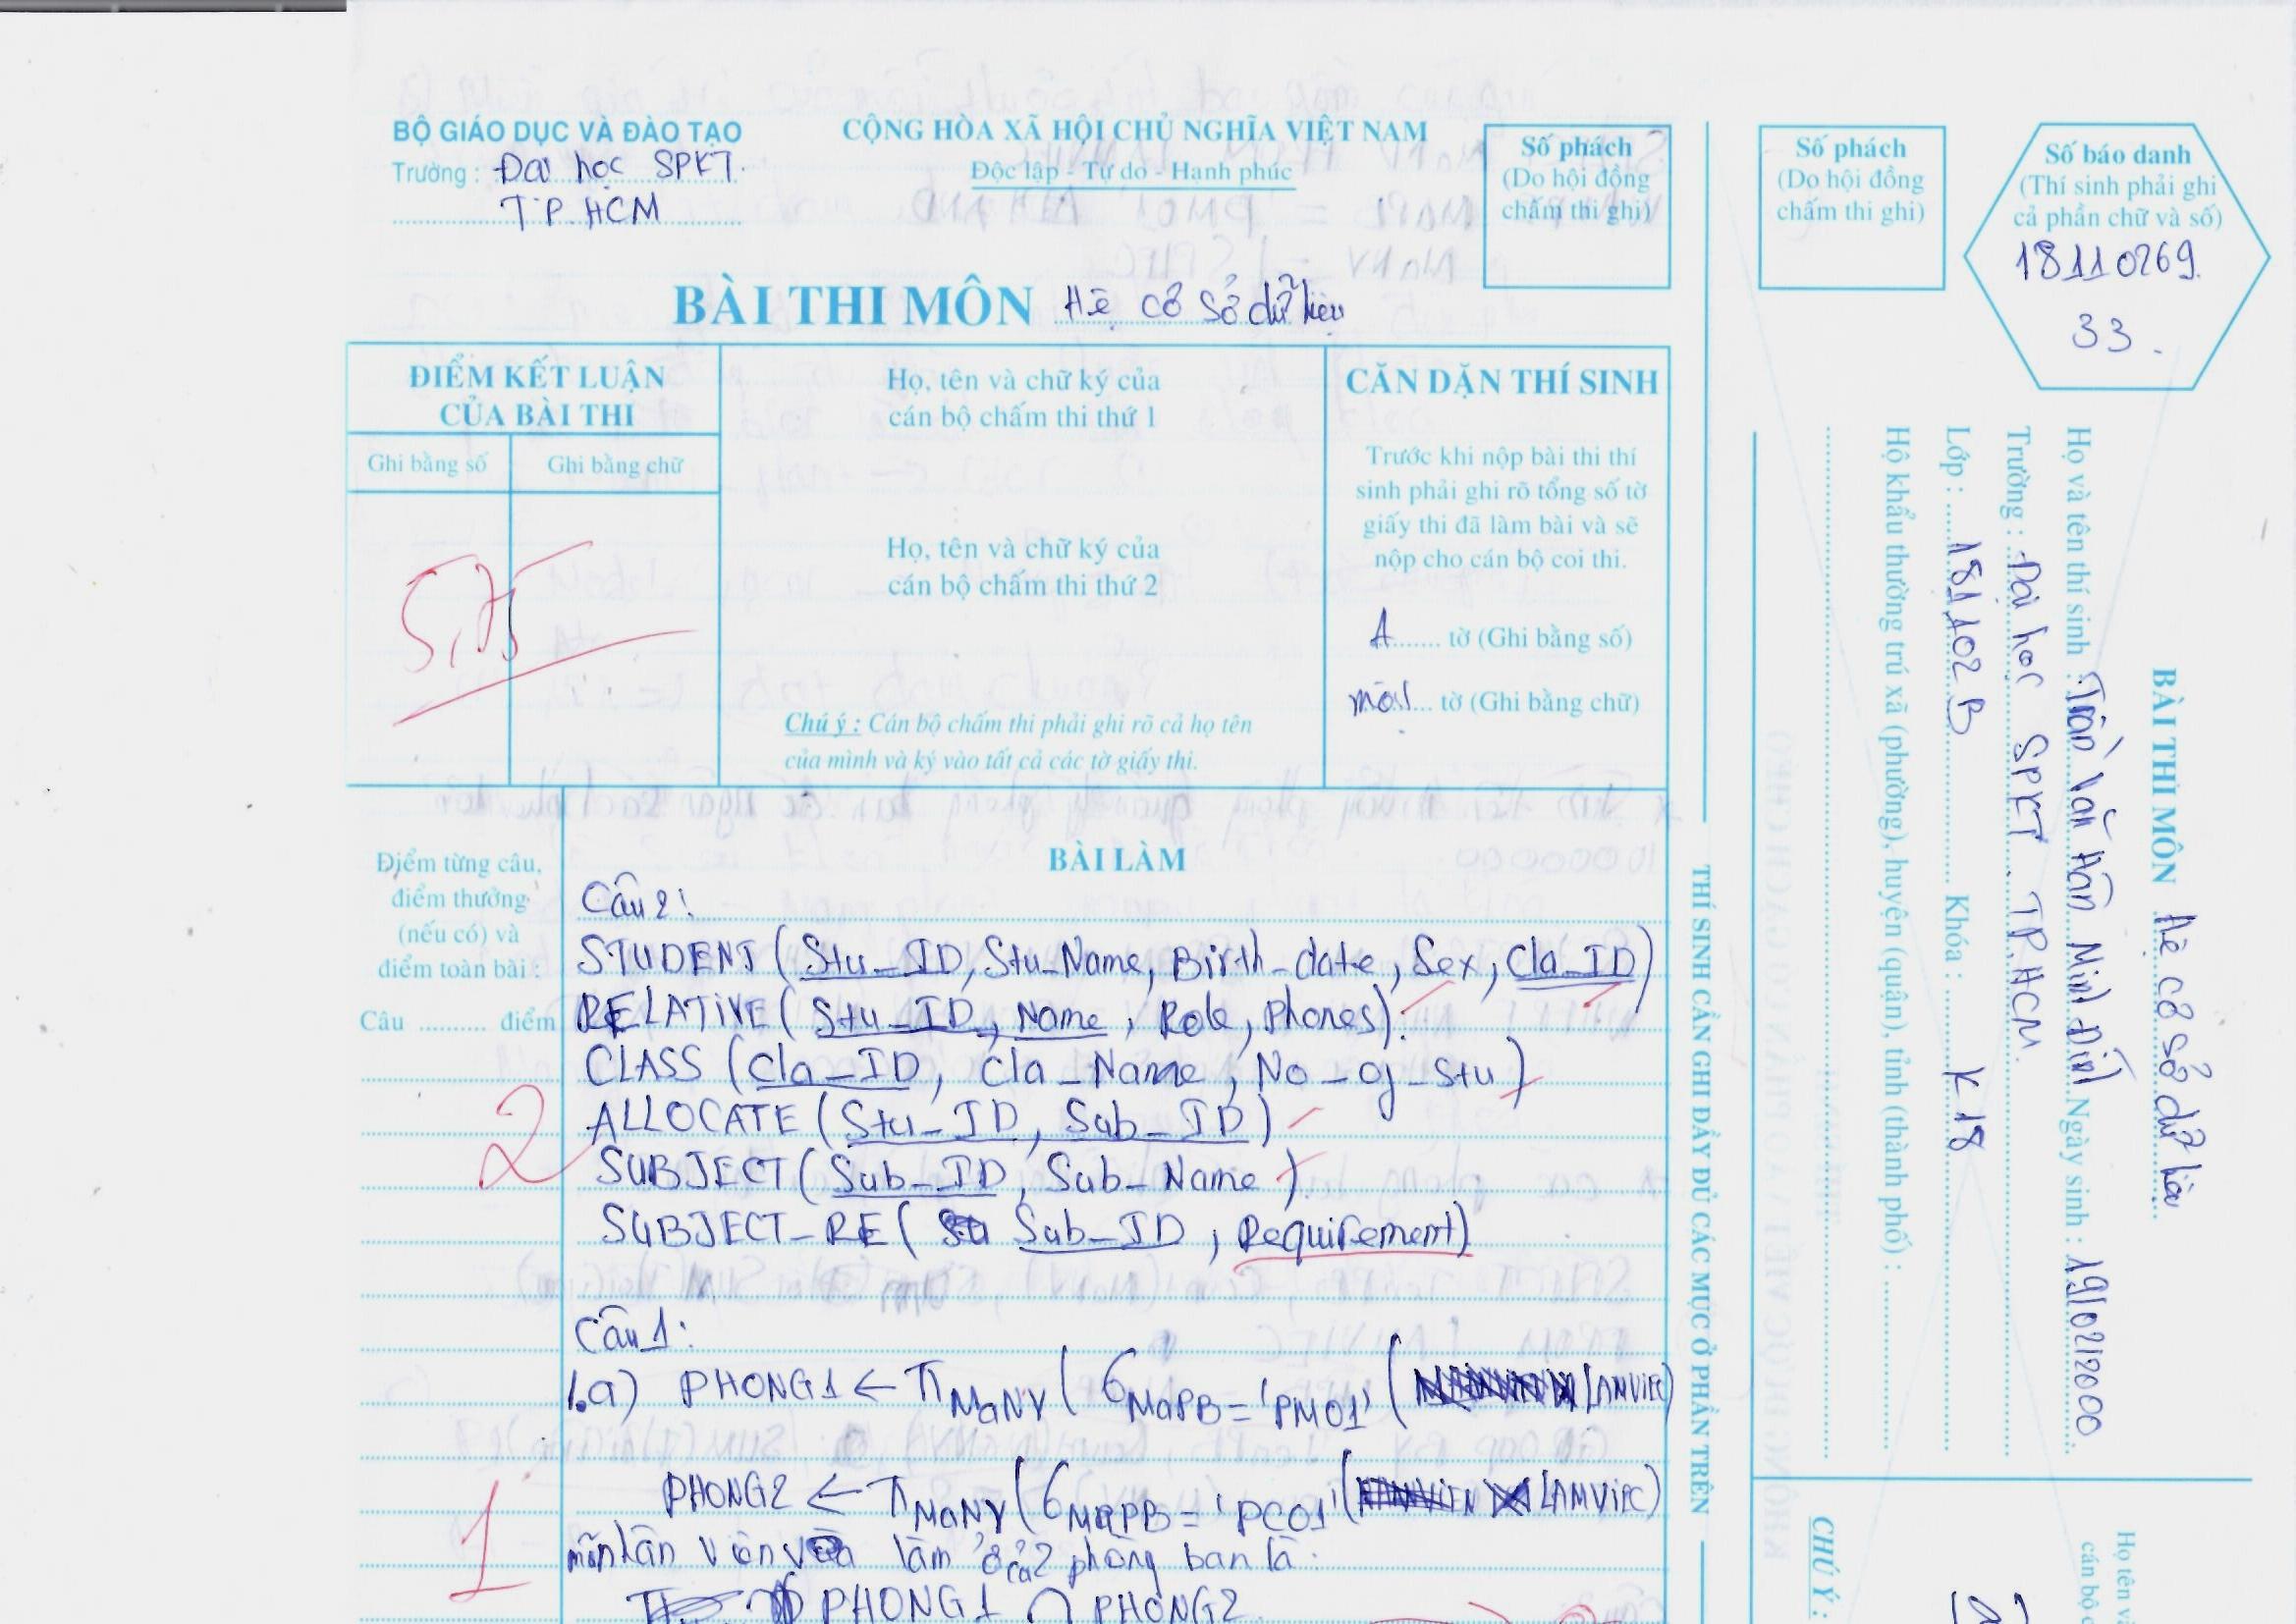 BỘ GIÁO DỤC VÀ ĐÀO TẠO
Trường : Đại học SPKT.
T.P.HCM
CỘNG HÒA XÃ HỘI CHỦ NGHĨA VIỆT NAM
Độc lập - Tự do - Hạnh phúc
Số phách
(Do hội đồng
chấm thi ghi)
BÀI THI MÔN Hệ cơ sở dữ liệu
ĐIỂM KẾT LUẬN
CỦA BÀI THI
Ghi bằng số
Ghi bằng chữ
5,75
Họ, tên và chữ ký của
cán bộ chấm thi thứ 1
Họ, tên và chữ ký của
cán bộ chấm thi thứ 2
Chú ý : Cán bộ chấm thi phải ghi rõ cả họ tên
của mình và ký vào tất cả các tờ giấy thi.
CĂN DẶN THÍ SINH
Trước khi nộp bài thi thí
sinh phải ghi rõ tổng số tờ
giấy thi đã làm bài và sẽ
nộp cho cán bộ coi thi.
1 tờ (Ghi bằng số)
một tờ (Ghi bằng chữ)
Điểm từng câu,
điểm thưởng
(nếu có) và
điểm toàn bài :
Câu .......... điểm
2
1
BÀI LÀM
Câu 2:
STUDENT (Stu_ID, Stu_Name, Birth_date, Sex, Cla_ID)
RELATIVE (Stu_ID, Name, Role, Phones).
CLASS (Cla_ID, Cla_Name, No_of_Stu)
ALLOCATE (Stu_ID, Sub_ID)
SUBJECT (Sub_ID, Sub_Name).
SUBJECT_RE ( Sub_ID, Requirement)
Câu 1:
1.a) PHONG1 ← π MaNV ( σ MaPB = 'PM01' ( LAMVIEC)
PHONG2 ← π MaNV ( σ MaPB = 'PC01' ( LAMVIEC)
nhân viên vừa làm ở cả 2 phòng ban là:
PHONG1 ∩ PHONG2.
THÍ SINH CẦN GHI ĐẦY ĐỦ CÁC MỤC Ở PHẦN TRÊN
Số phách
(Do hội đồng
chấm thi ghi)
Số báo danh
(Thí sinh phải ghi
cả phần chữ và số)
18110269.
33.
BÀI THI MÔN Hệ cơ sở dữ liệu
Họ và tên thí sinh : Trần Văn Hân Minh Định Ngày sinh : 19/02/2000.
Trường : Đại học SPKT. TP.HCM.
Lớp : 181102B Khóa : K18
Hộ khẩu thường trú xã (phường), huyện (quận), tỉnh (thành phố) :
CHÚ Ý :
Họ tên và
cán bộ c